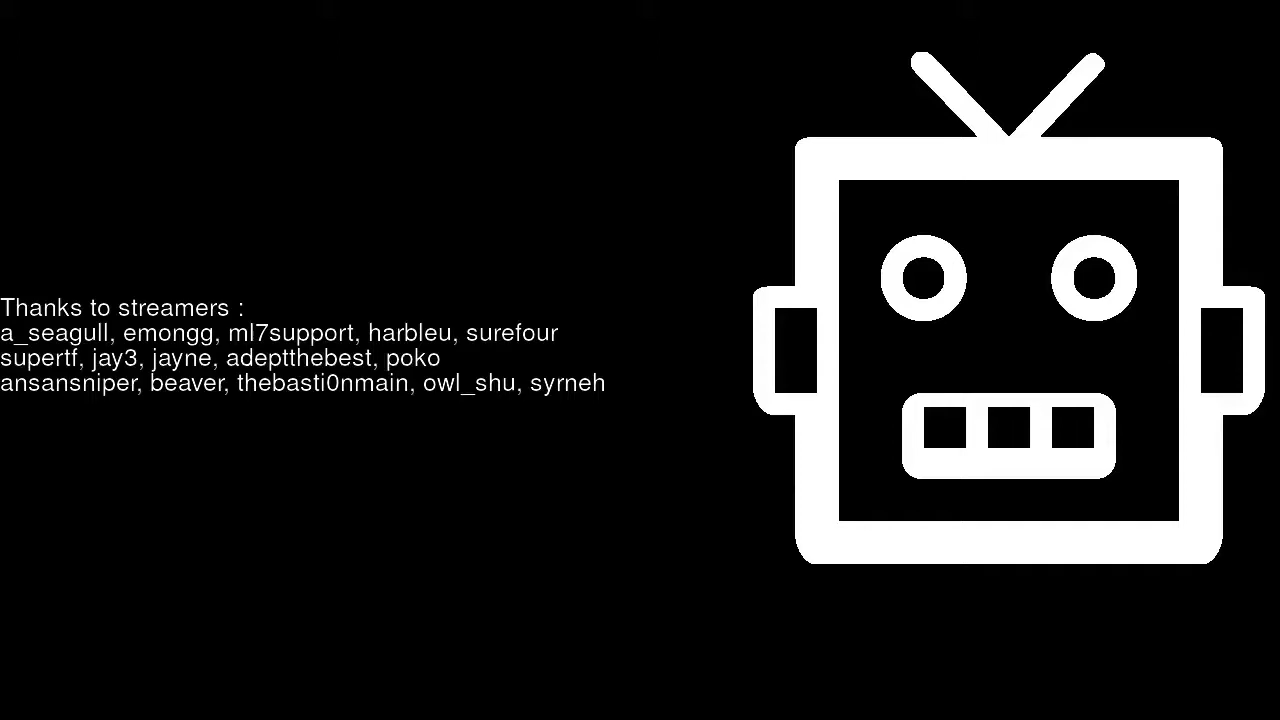 Thanks to streamers :
a_seagull, emongg, ml7support, harbleu, surefour
supertf, jay3, jayne, adeptthebest, poko
ansansniper, beaver, thebasti0nmain, owl_shu, syrneh